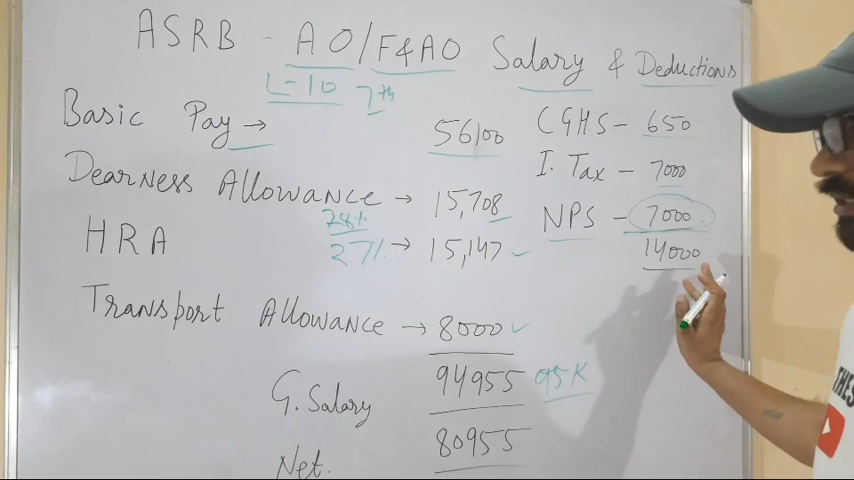 ASRB - AO/F&AO Salary & Deductions
L-10 7th
Basic Pay → 56100
Dearness Allowance → 15,708
28%
HRA 27% → 15,147
Transport Allowance → 8000
G. Salary 94955 95K
Net. 80955
CGHS - 650
I. Tax - 7000
NPS - 7000
14000
THES